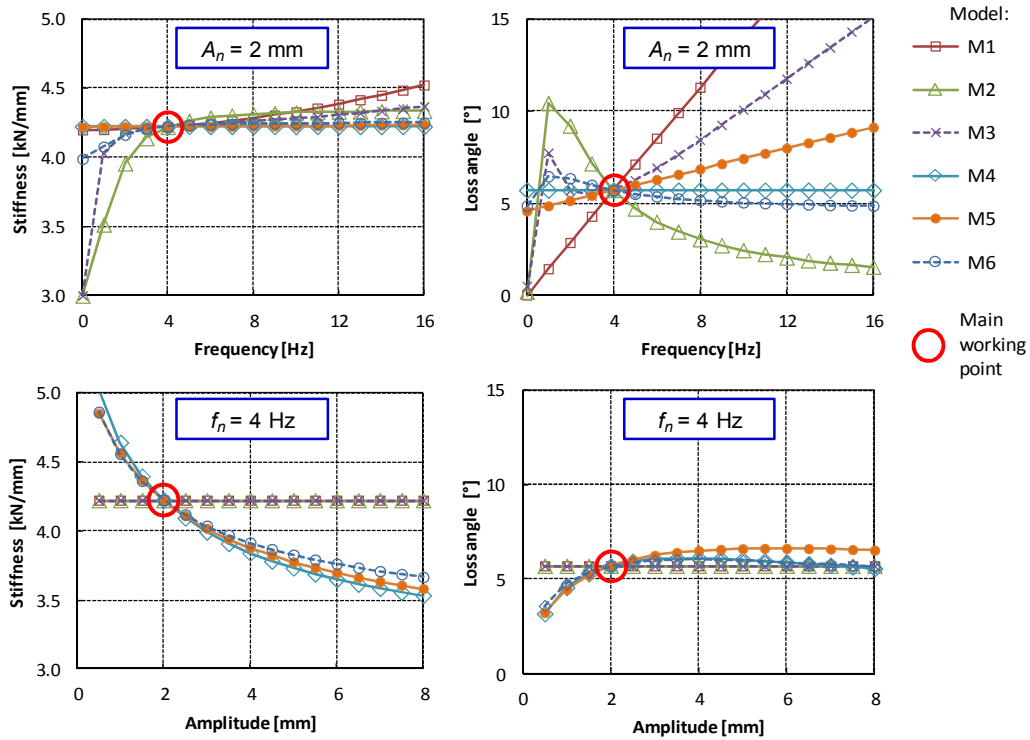 Aₙ = 2 mm
Stiffness [kN/mm]
5.0
4.5
4.0
3.5
3.0
0 4 8 12 16
Frequency [Hz]
Aₙ = 2 mm
Loss angle [°]
15
10
5
0
0 4 8 12 16
Frequency [Hz]
Model:
M1
M2
M3
M4
M5
M6
Main
working
point
fₙ = 4 Hz
Stiffness [kN/mm]
5.0
4.5
4.0
3.5
3.0
0 2 4 6 8
Amplitude [mm]
fₙ = 4 Hz
Loss angle [°]
15
10
5
0
0 2 4 6 8
Amplitude [mm]